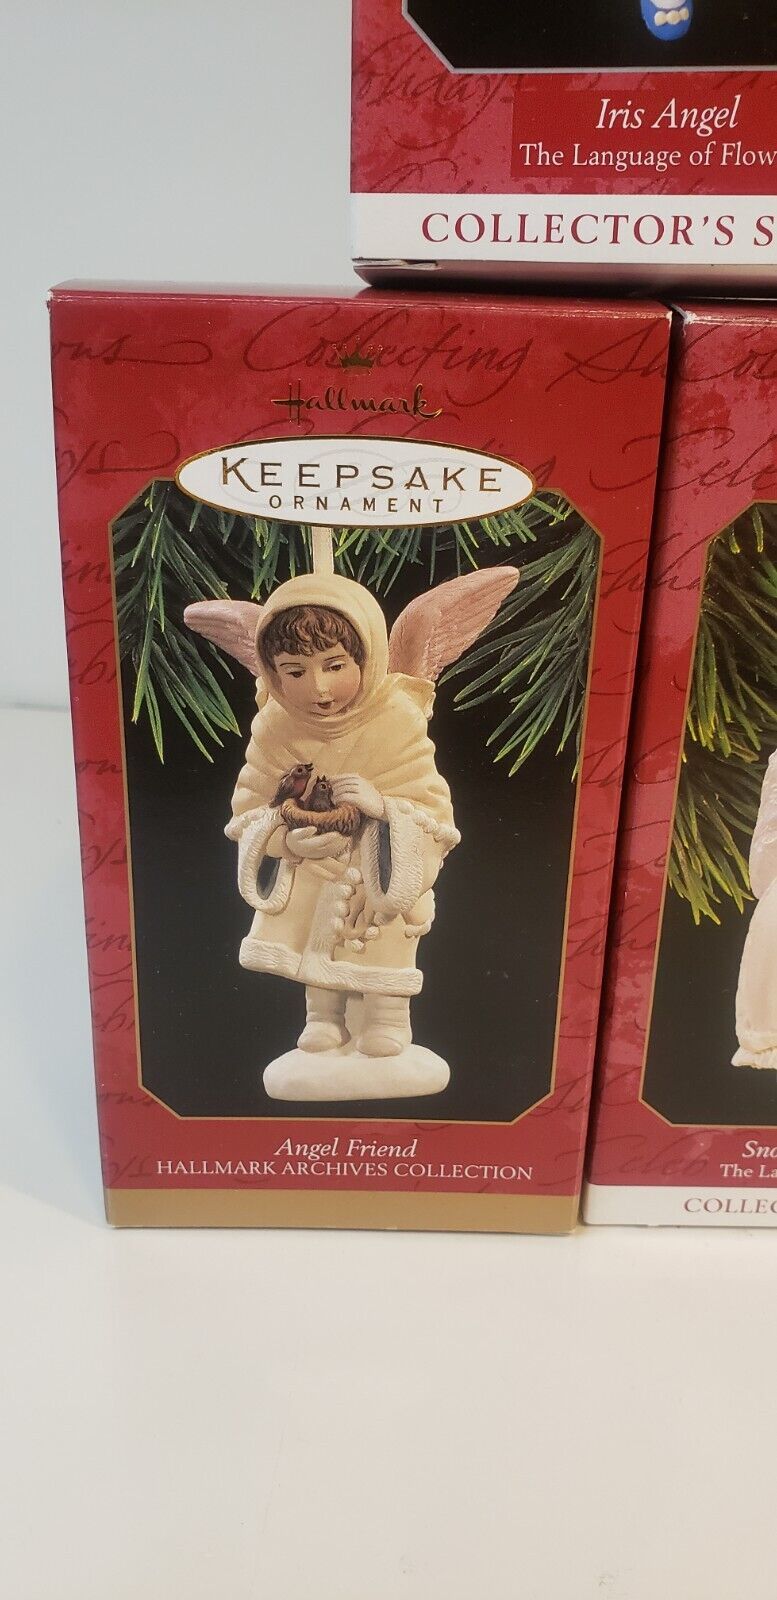 Iris Angel
The Language of Flow
COLLECTOR'S S
Collecting
Hallmark
KEEPSAKE
ORNAMENT
Angel Friend
HALLMARK ARCHIVES COLLECTION
Sno
The La
COLLEC